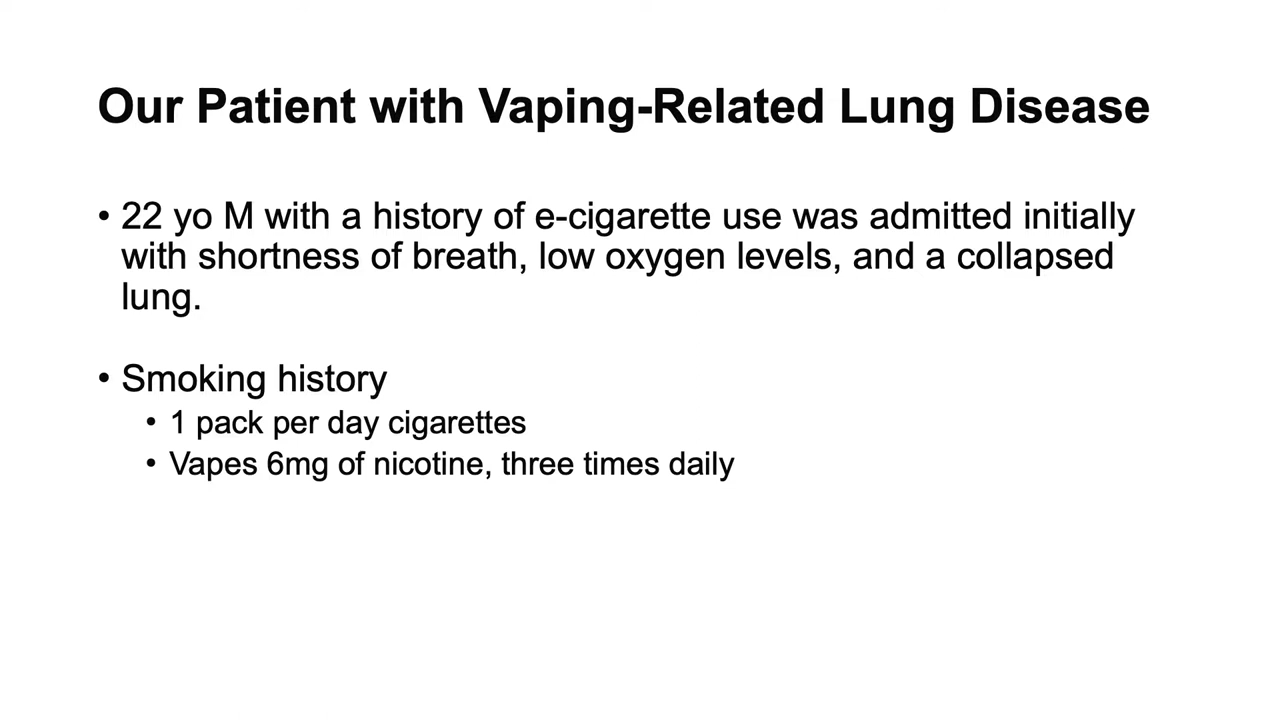 Our Patient with Vaping-Related Lung Disease
• 22 yo M with a history of e-cigarette use was admitted initially
with shortness of breath, low oxygen levels, and a collapsed
lung.
• Smoking history
• 1 pack per day cigarettes
• Vapes 6mg of nicotine, three times daily